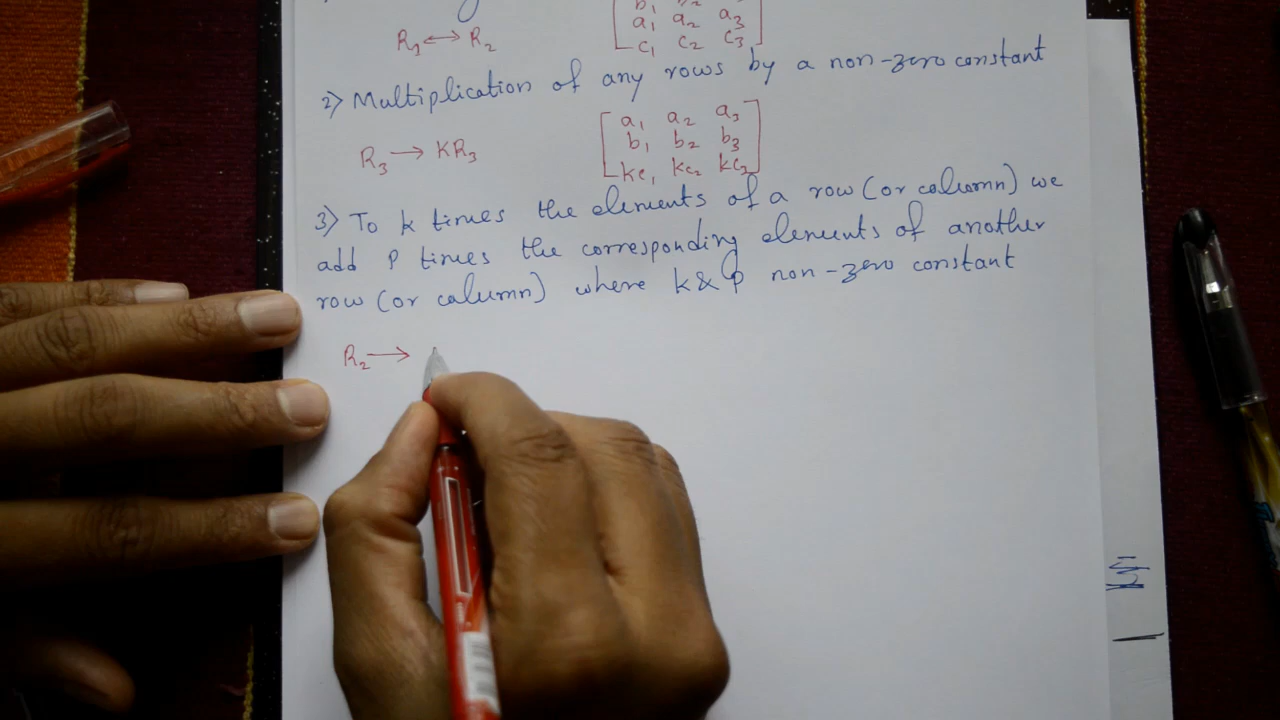 b₁
R₃ ⟷ R₂
a₁ a₂ a₃
c₁ c₂ c₃
2) Multiplication of any rows by a non-zero constant
R₃ ⟶ KR₃
a₁ a₂ a₃
b₁ b₂ b₃
kc₁ kc₂ kc₃
3) To k times the elements of a row (or column) we
add p times the corresponding elements of another
row (or column) where k & p non-zero constant
R₂ ⟶